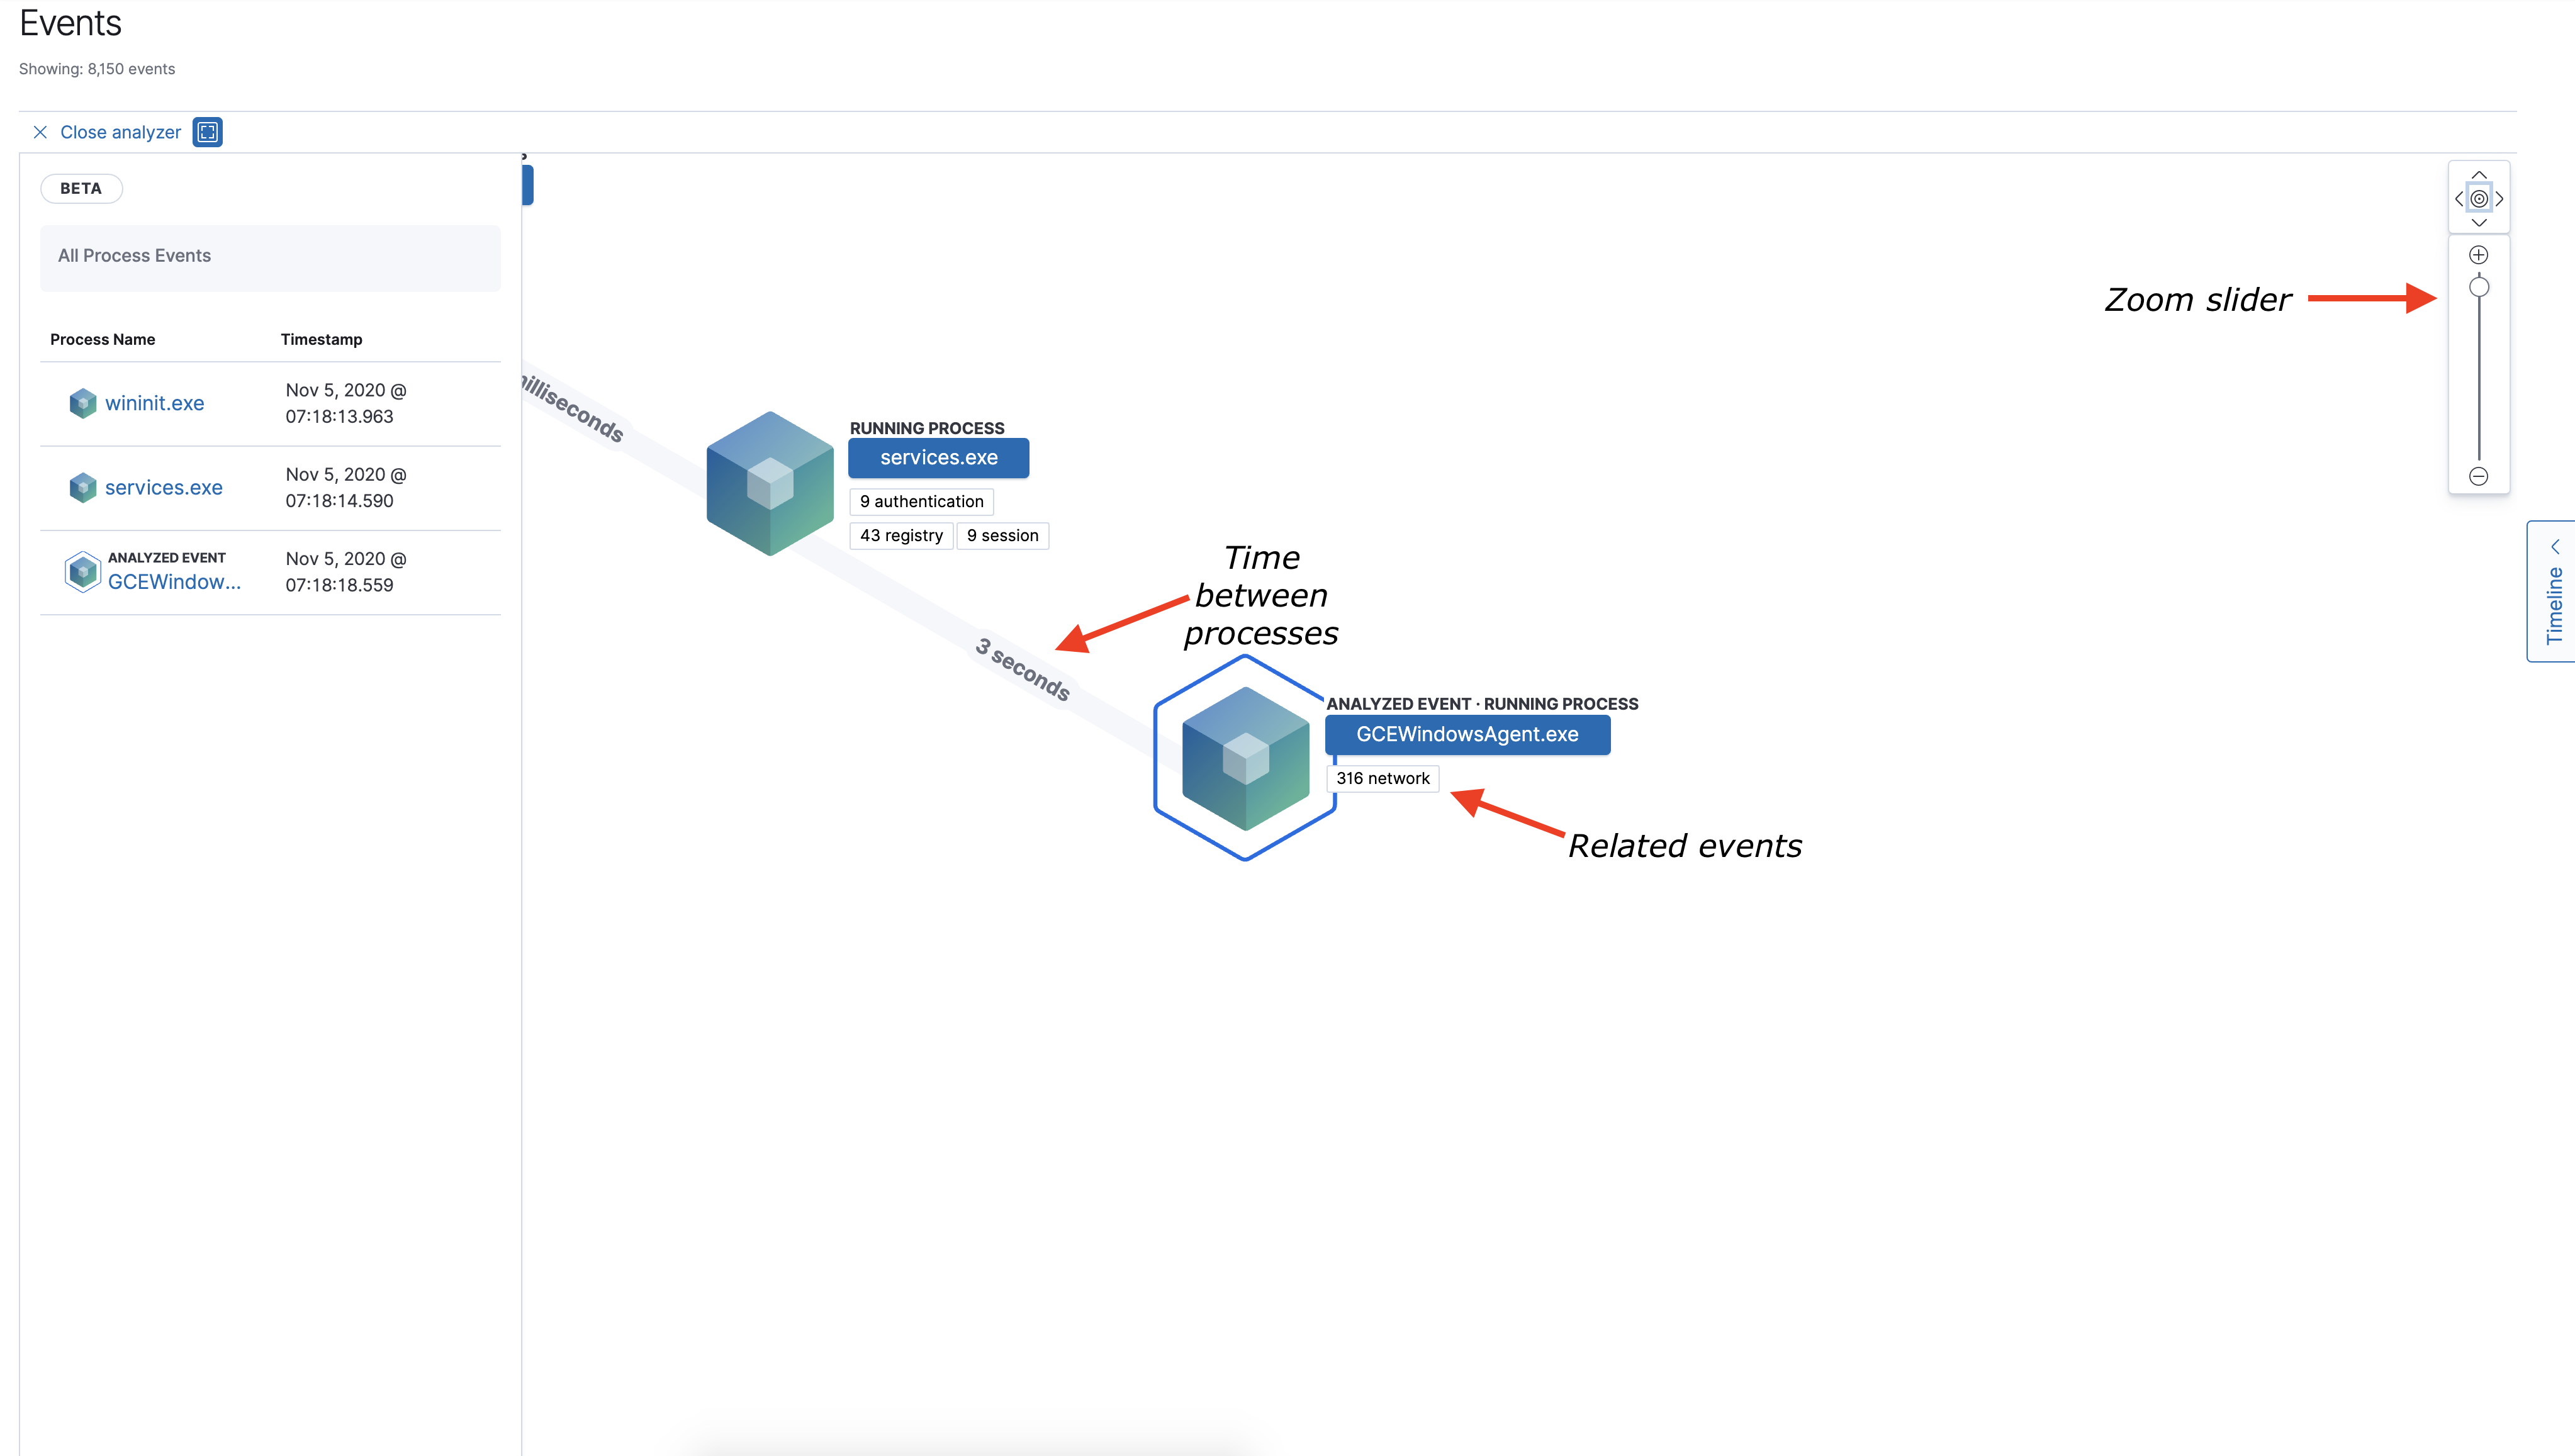 Events
Showing: 8,150 events
Close analyzer
BETA
All Process Events
Process Name Timestamp
wininit.exe
Nov 5, 2020 @
07:18:13.963
services.exe
Nov 5, 2020 @
07:18:14.590
ANALYZED EVENT
GCEWindow...
Nov 5, 2020 @
07:18:18.559
RUNNING PROCESS
services.exe
9 authentication
43 registry 9 session
Time
between
processes
3 seconds
ANALYZED EVENT · RUNNING PROCESS
GCEWindowsAgent.exe
316 network
Related events
Zoom slider
Timeline